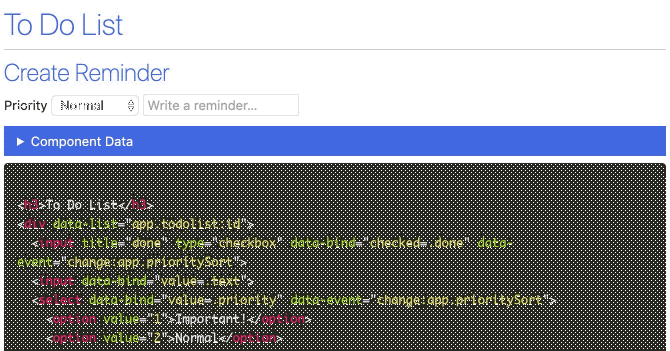 To Do List
Create Reminder
Priority Normal Write a reminder...
▶ Component Data
<h3>To Do List</h3>
<div data-list="app.todolist:id">
<input title="done" type="checkbox" data-bind="checked=.done" data-
event="change:app.prioritySort">
<input data-bind="value=.text">
<select data-bind="value=.priority" data-event="change:app.prioritySort">
<option value="1">Important!</option>
<option value="2">Normal</option>